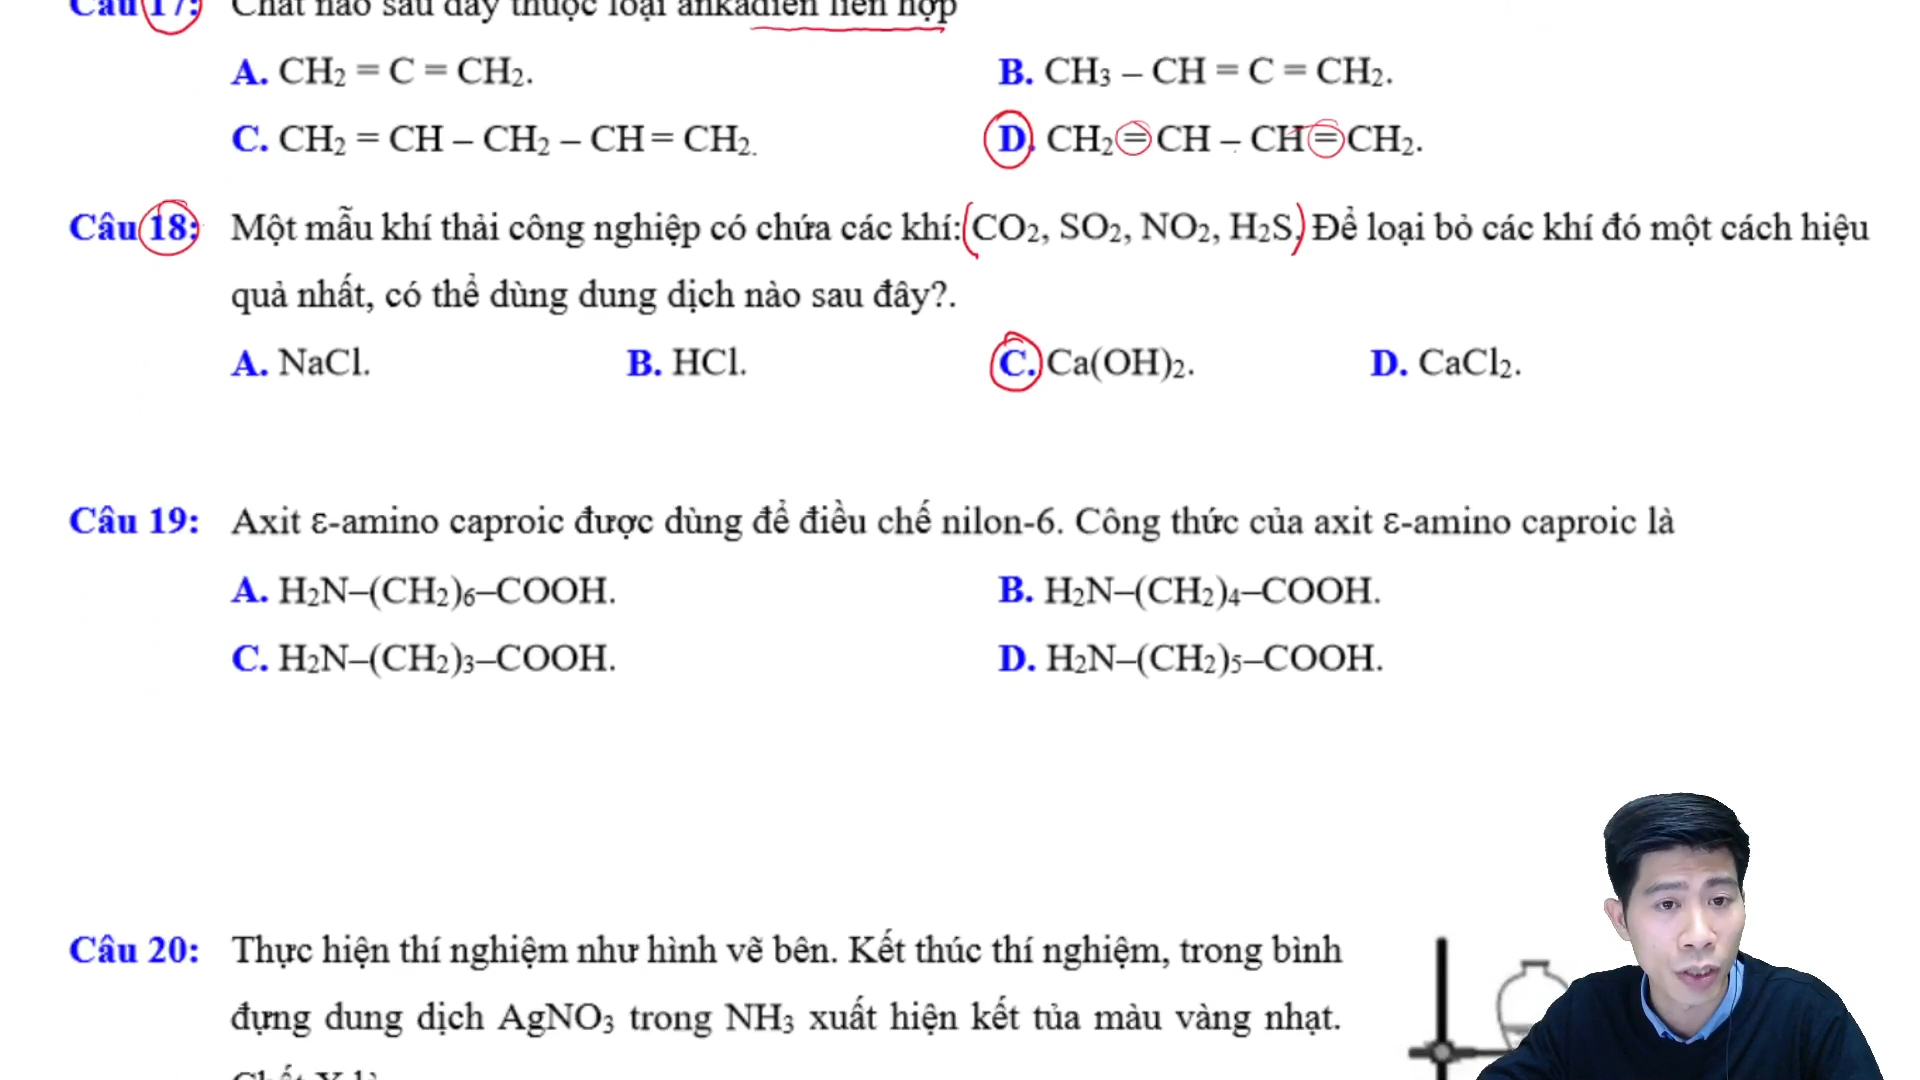 Câu 17: Chất nào sau đây thuộc loại ankađien liên hợp
A. CH₂ = C = CH₂. B. CH₃ – CH = C = CH₂.
C. CH₂ = CH – CH₂ – CH = CH₂. D. CH₂ = CH – CH = CH₂.
Câu 18: Một mẫu khí thải công nghiệp có chứa các khí: CO₂, SO₂, NO₂, H₂S. Để loại bỏ các khí đó một cách hiệu
quả nhất, có thể dùng dung dịch nào sau đây?.
A. NaCl. B. HCl. C. Ca(OH)₂. D. CaCl₂.
Câu 19: Axit ε-amino caproic được dùng để điều chế nilon-6. Công thức của axit ε-amino caproic là
A. H₂N–(CH₂)₆–COOH. B. H₂N–(CH₂)₄–COOH.
C. H₂N–(CH₂)₃–COOH. D. H₂N–(CH₂)₅–COOH.
Câu 20: Thực hiện thí nghiệm như hình vẽ bên. Kết thúc thí nghiệm, trong bình
đựng dung dịch AgNO₃ trong NH₃ xuất hiện kết tủa màu vàng nhạt.
Chất X là